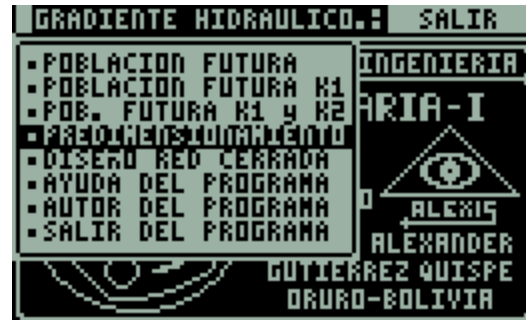 GRADIENTE HIDRAULICO.:
SALIR
POBLACION FUTURA
POBLACION FUTURA K1
POB. FUTURA K1 y K2
PREDIMENSIONAMIENTO
DISEÑO RED CERRADA
AYUDA DEL PROGRAMA
AUTOR DEL PROGRAMA
SALIR DEL PROGRAMA
INGENIERIA
ARIA-I
ALEXIS
ALEXANDER
GUTIERREZ QUISPE
ORURO-BOLIVIA